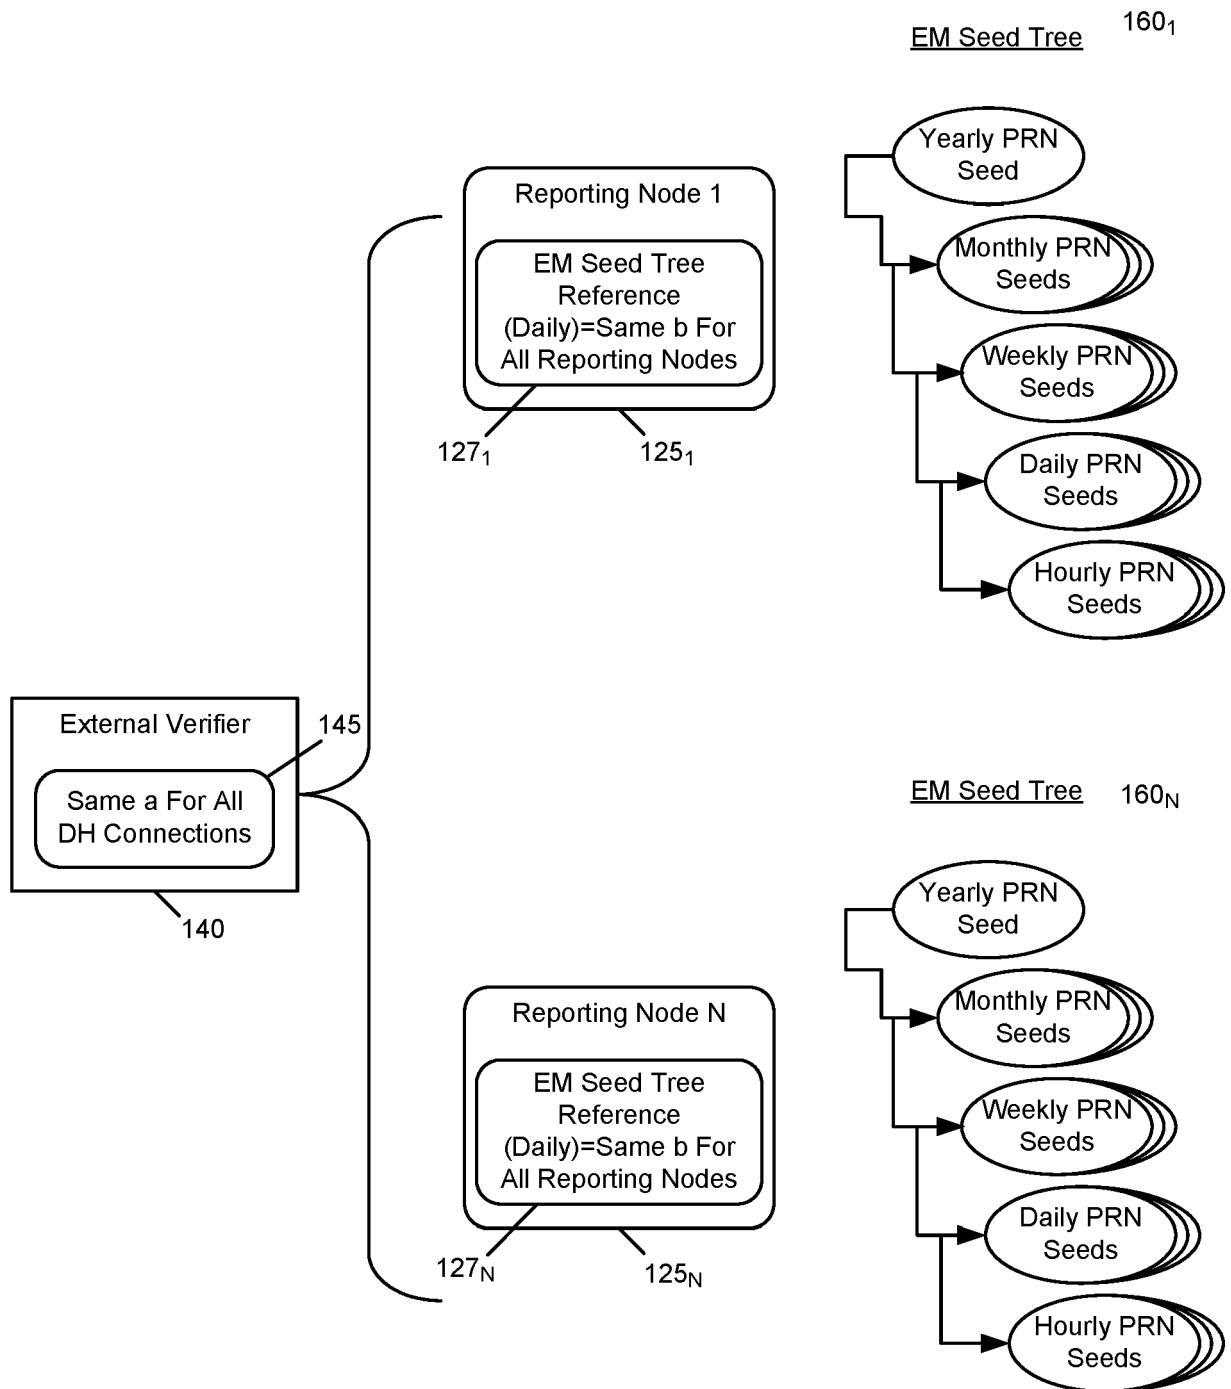 EM Seed Tree
160₁
Yearly PRN
Seed
Monthly PRN
Seeds
Weekly PRN
Seeds
Daily PRN
Seeds
Hourly PRN
Seeds
Reporting Node 1
EM Seed Tree
Reference
(Daily)=Same b For
All Reporting Nodes
127₁
125₁
External Verifier
145
Same a For All
DH Connections
140
EM Seed Tree
160N
Yearly PRN
Seed
Monthly PRN
Seeds
Weekly PRN
Seeds
Daily PRN
Seeds
Hourly PRN
Seeds
Reporting Node N
EM Seed Tree
Reference
(Daily)=Same b For
All Reporting Nodes
127N
125N